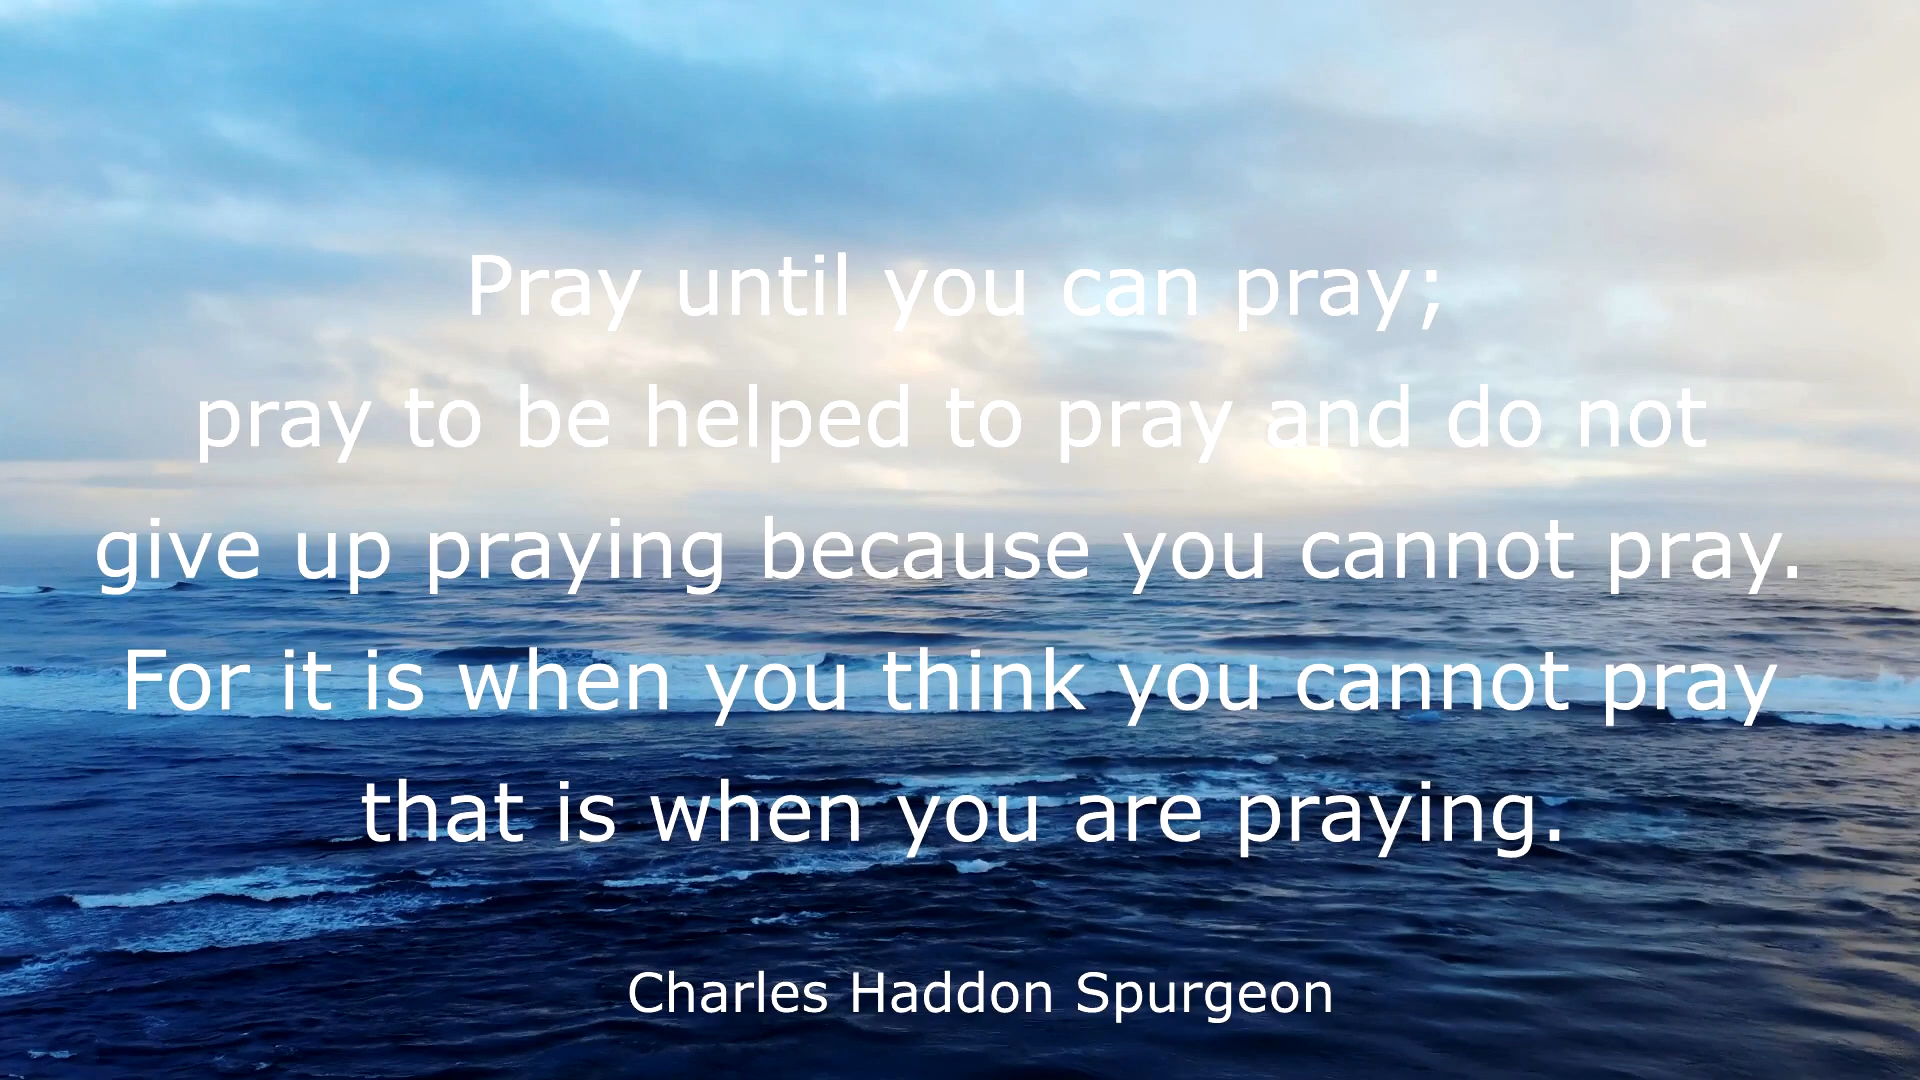 Pray until you can pray;
pray to be helped to pray and do not
give up praying because you cannot pray.
For it is when you think you cannot pray
that is when you are praying.
Charles Haddon Spurgeon